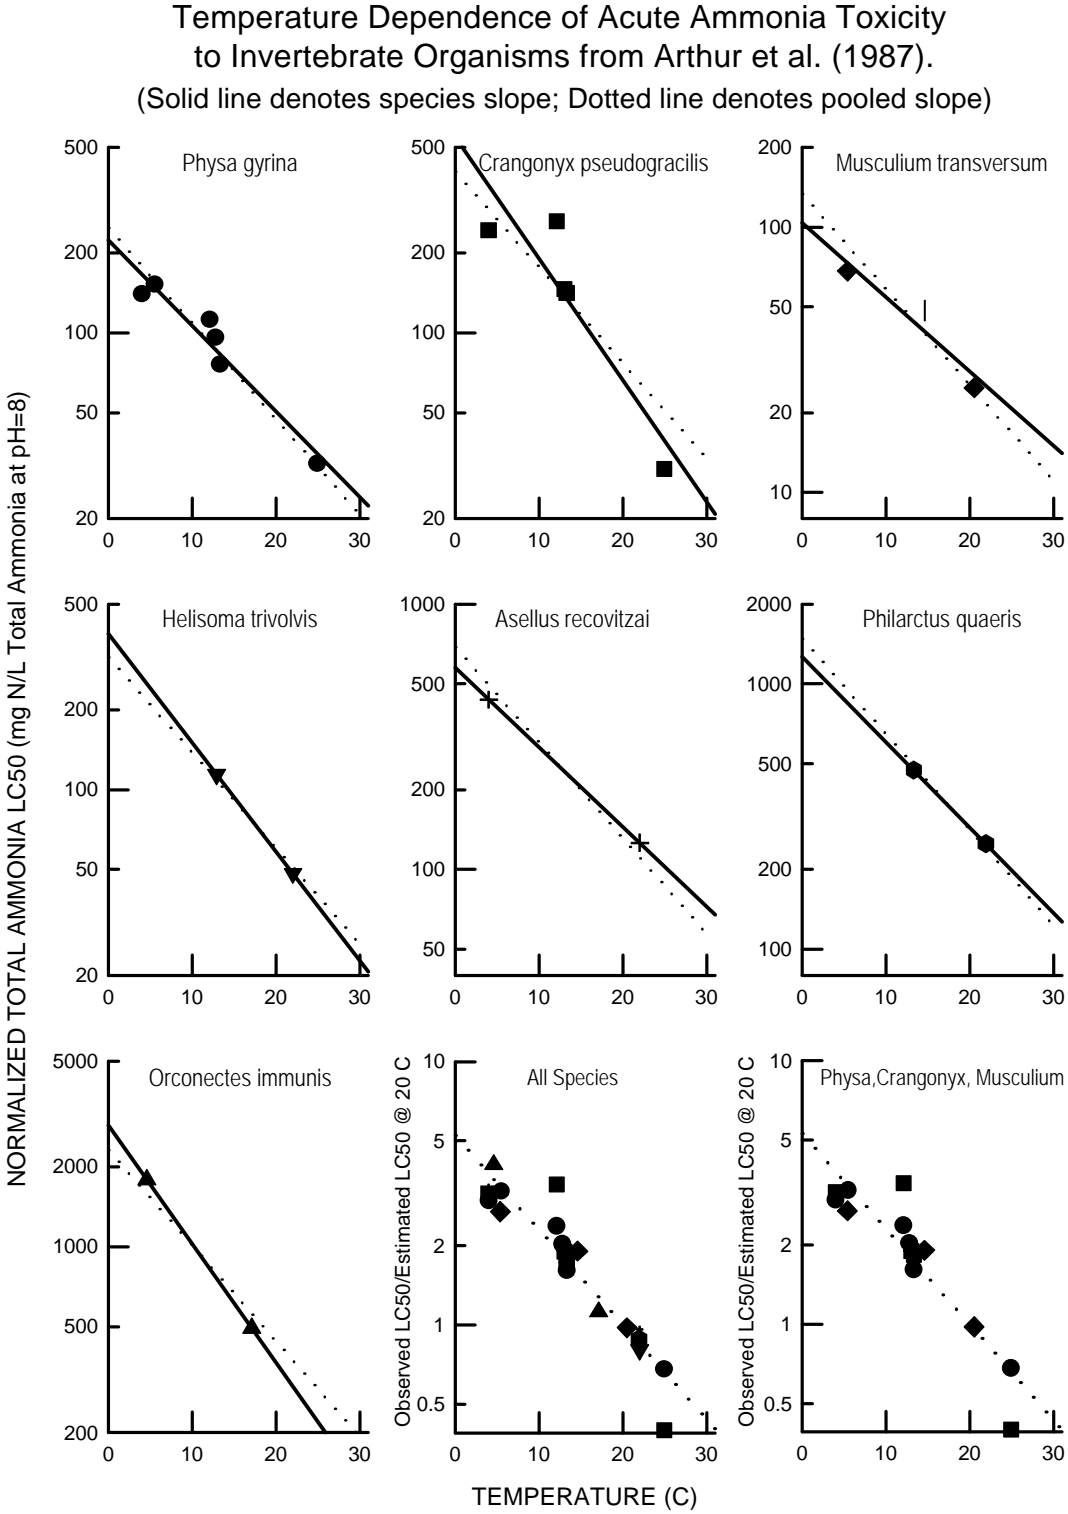 Temperature Dependence of Acute Ammonia Toxicity
to Invertebrate Organisms from Arthur et al. (1987).
(Solid line denotes species slope; Dotted line denotes pooled slope)
NORMALIZED TOTAL AMMONIA LC50 (mg N/L Total Ammonia at pH=8)
Physa gyrina
500
200
100
50
20
0 10 20 30
Crangonyx pseudogracilis
500
200
100
50
20
0 10 20 30
Musculium transversum
200
100
50
20
10
0 10 20 30
Helisoma trivolvis
500
200
100
50
20
0 10 20 30
Asellus recovitzai
1000
500
200
100
50
0 10 20 30
Philarctus quaeris
2000
1000
500
200
100
0 10 20 30
Orconectes immunis
5000
2000
1000
500
200
0 10 20 30
All Species
Observed LC50/Estimated LC50 @ 20 C
10
5
2
1
0.5
0 10 20 30
Physa,Crangonyx, Musculium
Observed LC50/Estimated LC50 @ 20 C
10
5
2
1
0.5
0 10 20 30
TEMPERATURE (C)